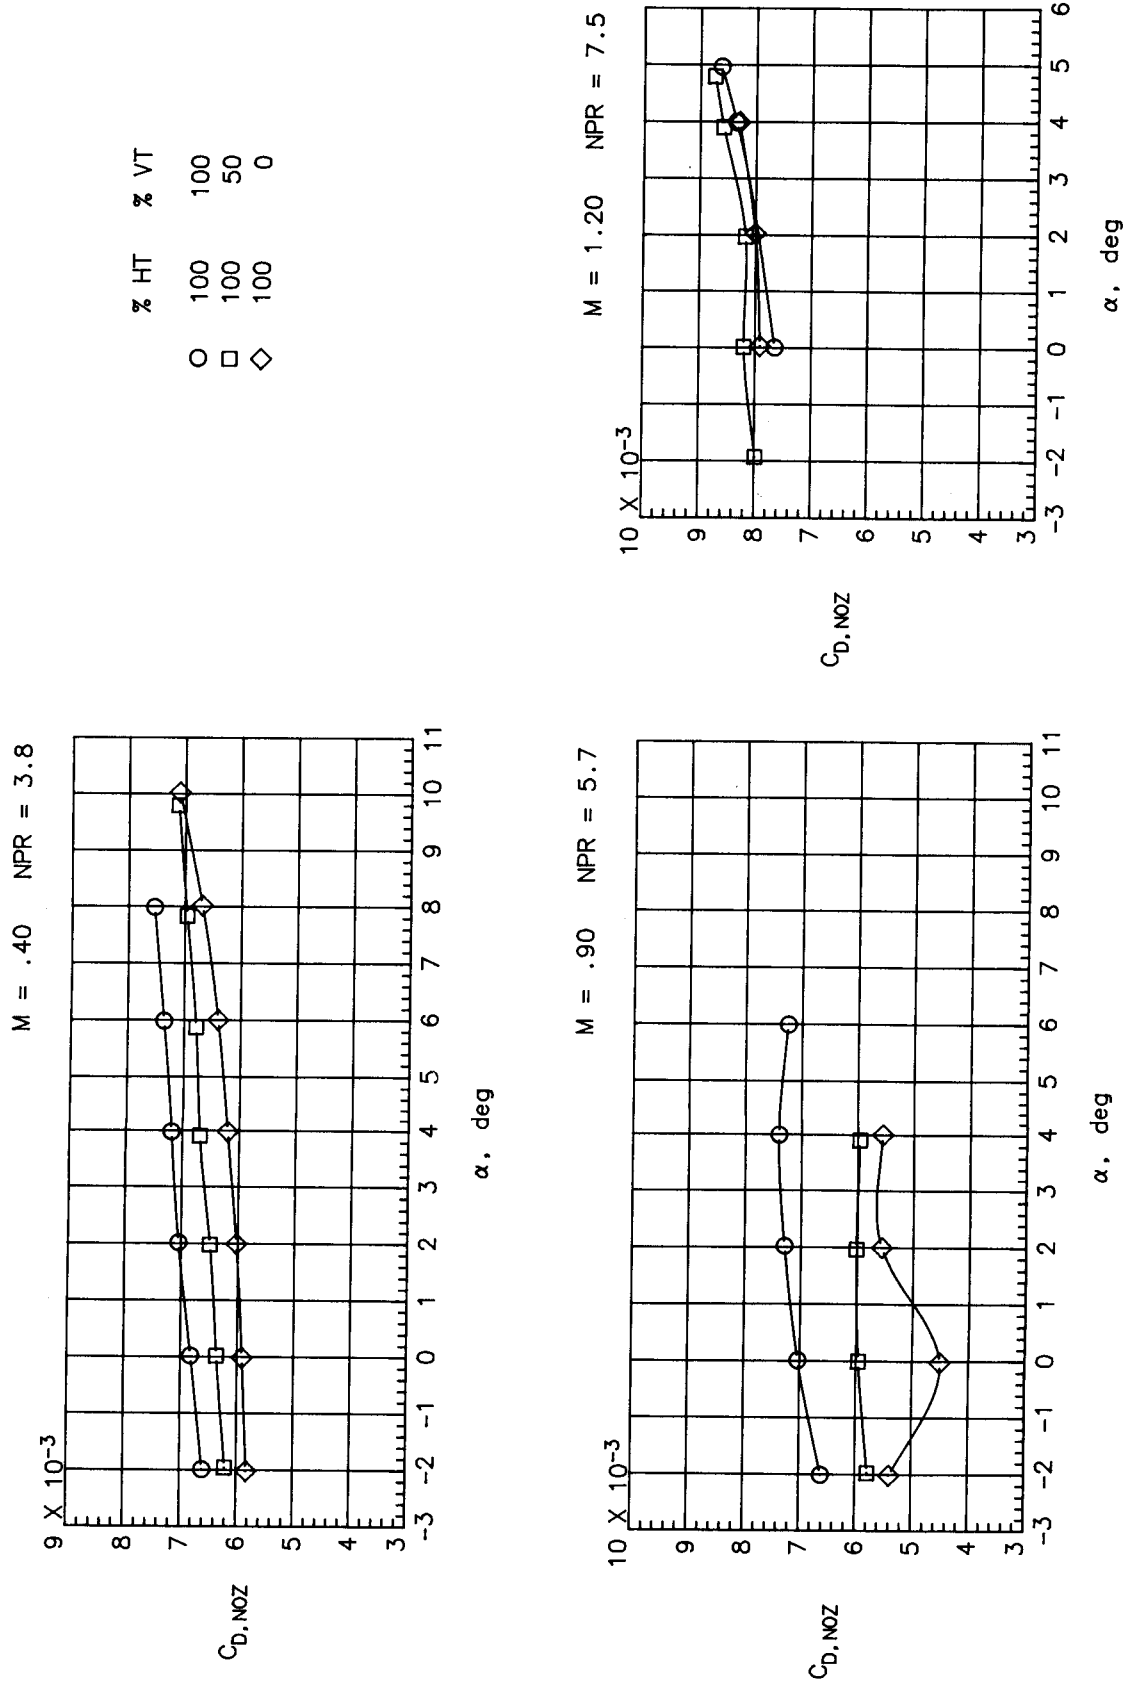 % HT % VT
○ 100 100
□ 100 50
◇ 100 0
M = .40 NPR = 3.8
9 X 10-3
8
7
6
5
4
3
CD,NOZ
-3 -2 -1 0 1 2 3 4 5 6 7 8 9 10 11
α, deg
M = .90 NPR = 5.7
10 X 10-3
9
8
7
6
5
4
3
CD,NOZ
-3 -2 -1 0 1 2 3 4 5 6 7 8 9 10 11
α, deg
M = 1.20 NPR = 7.5
10 X 10-3
9
8
7
6
5
4
3
CD,NOZ
-3 -2 -1 0 1 2 3 4 5 6
α, deg